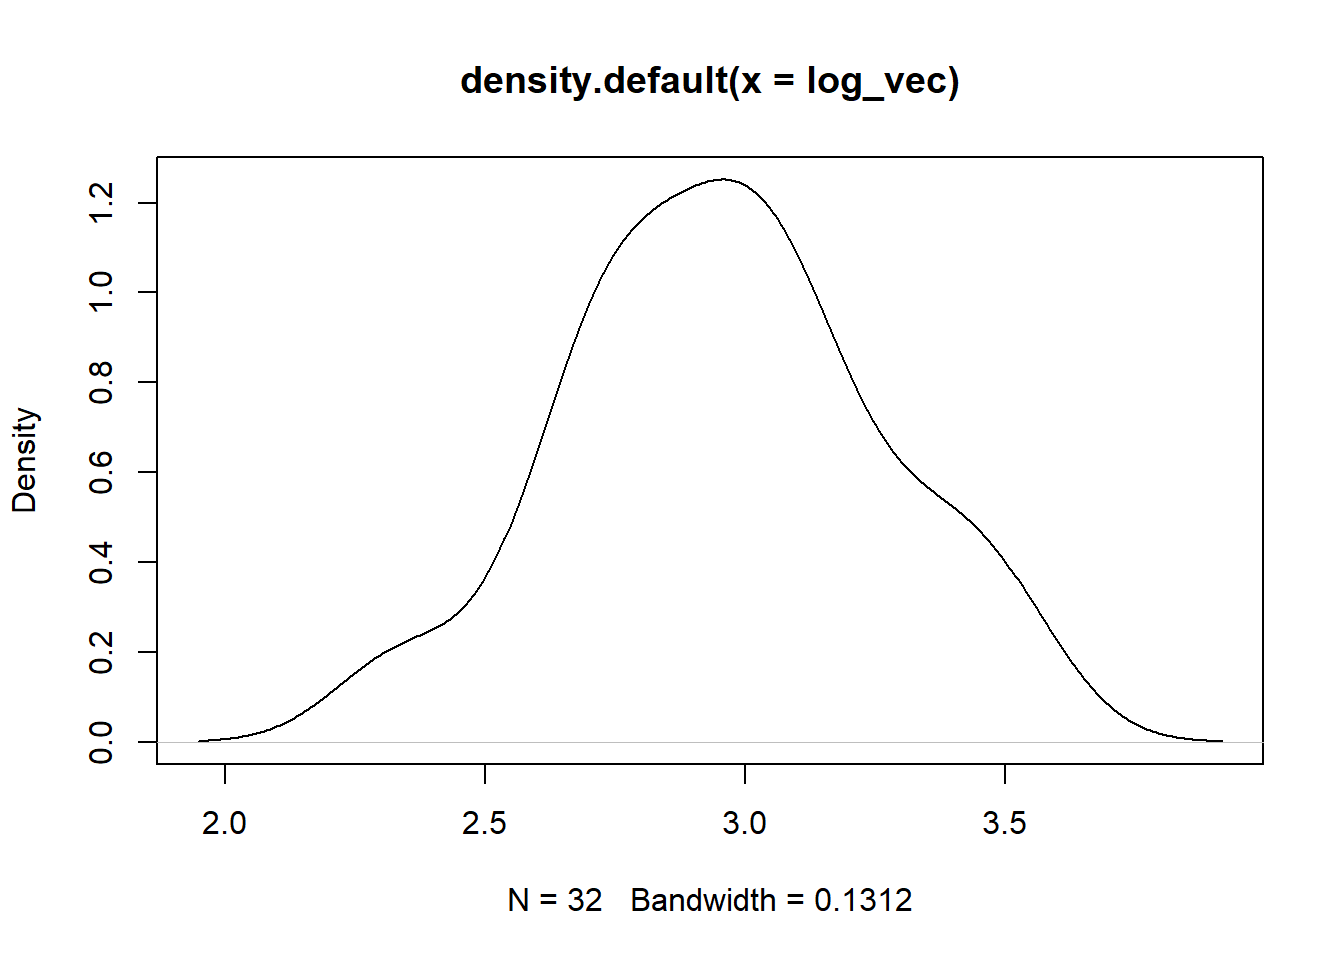 density.default(x = log_vec)
Density
0.0
0.2
0.4
0.6
0.8
1.0
1.2
2.0 2.5 3.0 3.5
N = 32 Bandwidth = 0.1312